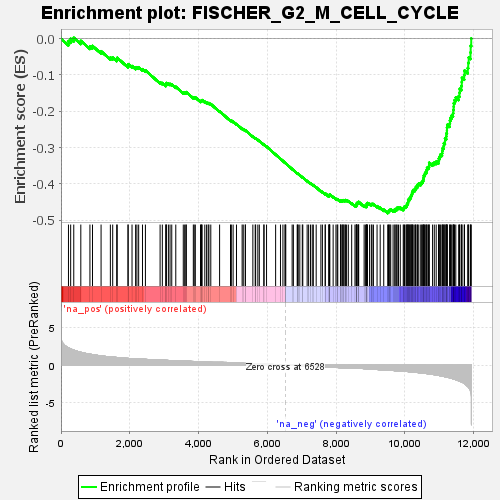 Enrichment plot: FISCHER_G2_M_CELL_CYCLE
Enrichment score (ES)
0.0
-0.1
-0.2
-0.3
-0.4
-0.5
'na_pos' (positively correlated)
Ranked list metric (PreRanked)
5
0
-5
Zero cross at 6528
'na_neg' (negatively correlated)
0
2,000
4,000
6,000
8,000
10,000
12,000
Rank in Ordered Dataset
Enrichment profile
Hits
Ranking metric scores